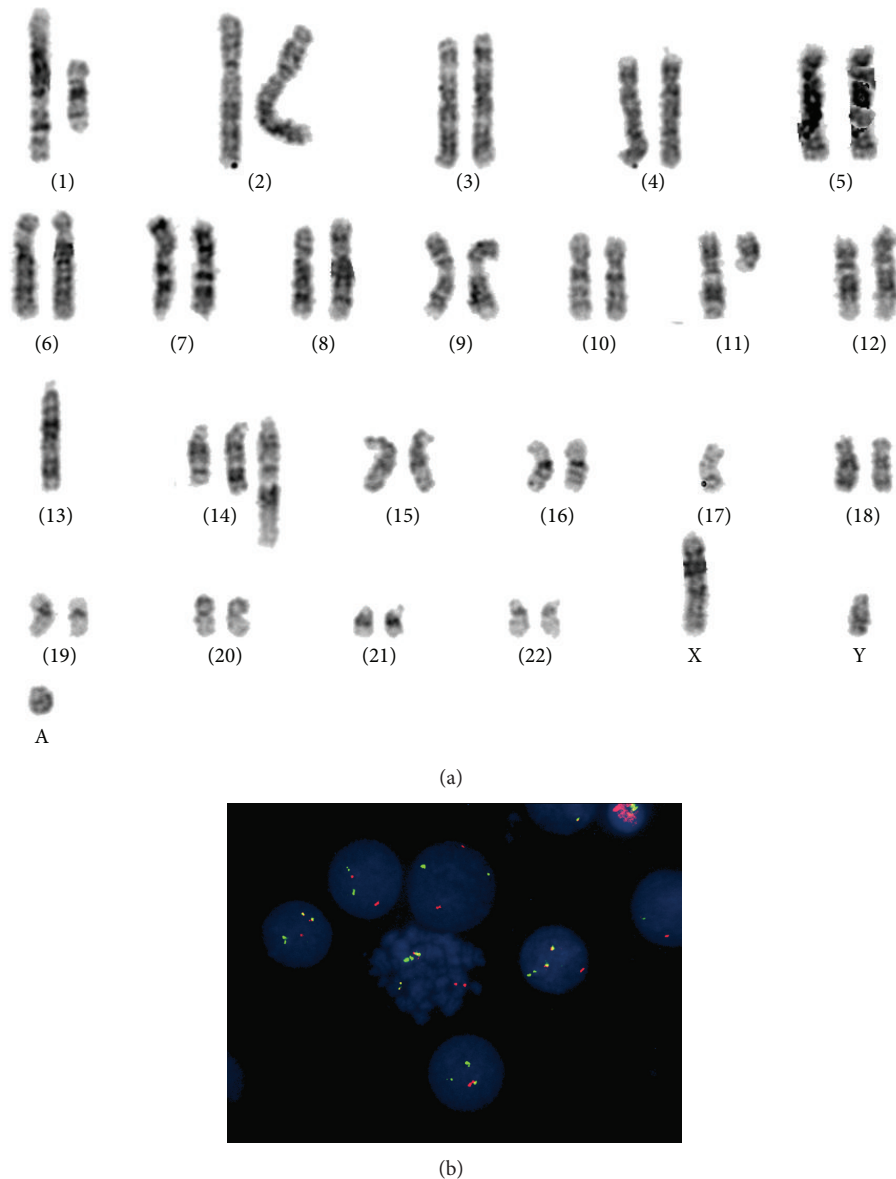 (1) (2) (3) (4) (5)
(6) (7) (8) (9) (10) (11) (12)
(13) (14) (15) (16) (17) (18)
(19) (20) (21) (22) X Y
A
(a)
(b)